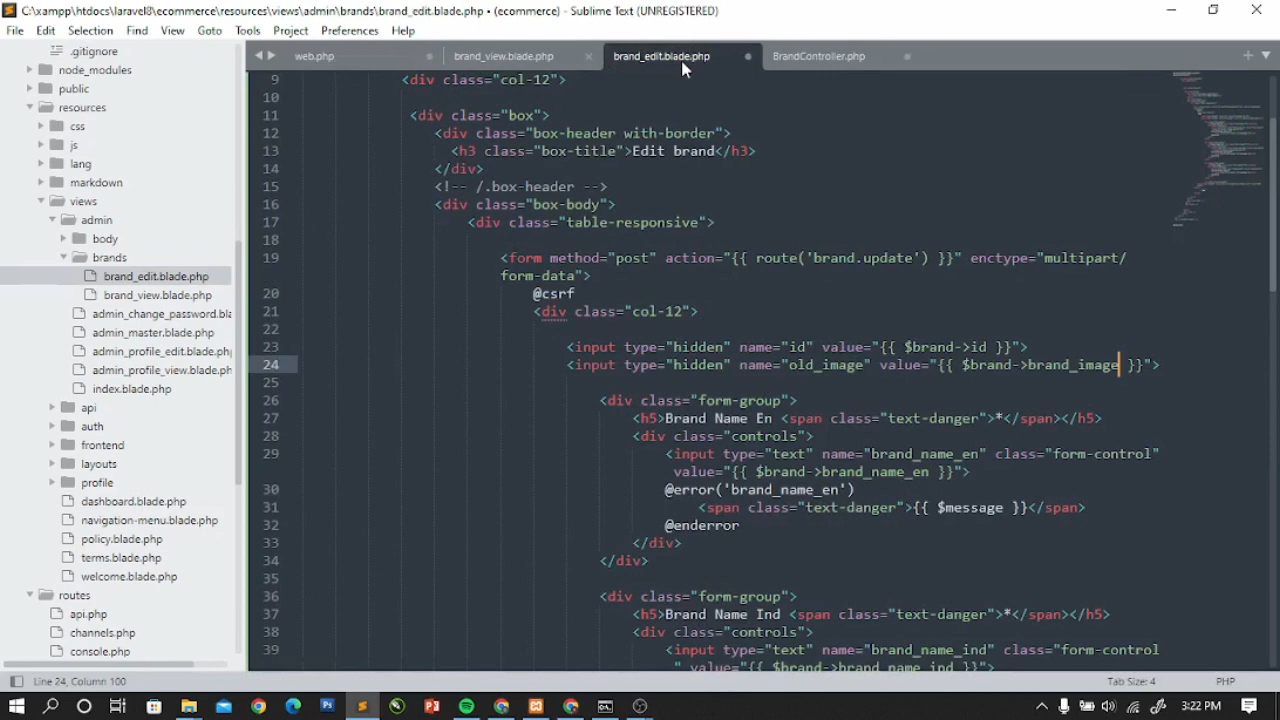 C:\xampp\htdocs\laravel8\ecommerce\resources\views\admin\brands\brand_edit.blade.php • (ecommerce) - Sublime Text (UNREGISTERED)
File Edit Selection Find View Goto Tools Project Preferences Help
web.php brand_view.blade.php brand_edit.blade.php BrandController.php
.gitignore
node_modules
public
resources
css
js
lang
markdown
views
admin
body
brands
brand_edit.blade.php
brand_view.blade.php
admin_change_password.bla
admin_master.blade.php
admin_profile_edit.blade.php
admin_profile_view.blade.ph
index.blade.php
api
auth
frontend
layouts
profile
dashboard.blade.php
navigation-menu.blade.php
policy.blade.php
terms.blade.php
welcome.blade.php
routes
api.php
channels.php
console.php
9 <div class="col-12">
10
11 <div class="box">
12 <div class="box-header with-border">
13 <h3 class="box-title">Edit brand</h3>
14 </div>
15 <!-- /.box-header -->
16 <div class="box-body">
17 <div class="table-responsive">
18
19 <form method="post" action="{{ route('brand.update') }}" enctype="multipart/
form-data">
20 @csrf
21 <div class="col-12">
22
23 <input type="hidden" name="id" value="{{ $brand->id }}">
24 <input type="hidden" name="old_image" value="{{ $brand->brand_image }}">
25
26 <div class="form-group">
27 <h5>Brand Name En <span class="text-danger">*</span></h5>
28 <div class="controls">
29 <input type="text" name="brand_name_en" class="form-control"
value="{{ $brand->brand_name_en }}">
30 @error('brand_name_en')
31 <span class="text-danger">{{ $message }}</span>
32 @enderror
33 </div>
34 </div>
35
36 <div class="form-group">
37 <h5>Brand Name Ind <span class="text-danger">*</span></h5>
38 <div class="controls">
39 <input type="text" name="brand_name_ind" class="form-control
" value="{{ $brand->brand_name_ind }}">
Line 24, Column 100 Tab Size: 4 PHP
3:22 PM